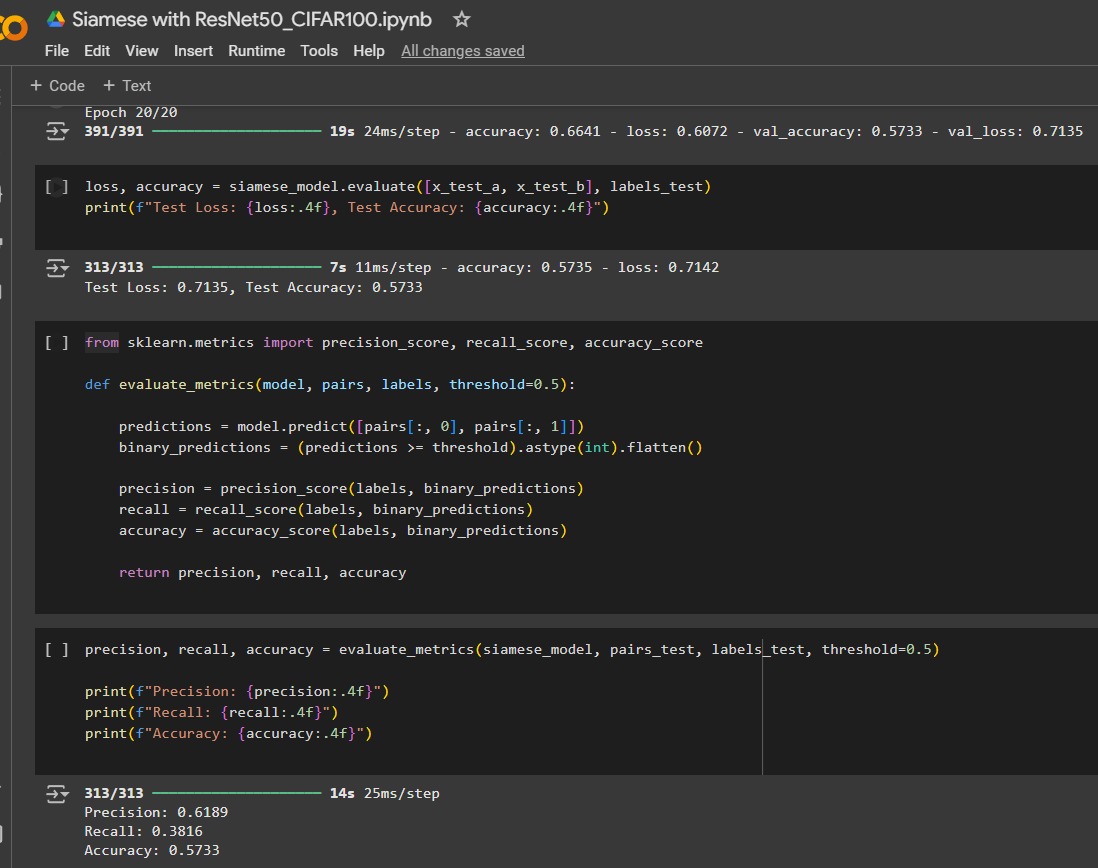 Siamese with ResNet50_CIFAR100.ipynb
File Edit View Insert Runtime Tools Help All changes saved
+ Code + Text
Epoch 20/20
391/391 19s 24ms/step - accuracy: 0.6641 - loss: 0.6072 - val_accuracy: 0.5733 - val_loss: 0.7135
[ ] loss, accuracy = siamese_model.evaluate([x_test_a, x_test_b], labels_test)
print(f"Test Loss: {loss:.4f}, Test Accuracy: {accuracy:.4f}")
313/313 7s 11ms/step - accuracy: 0.5735 - loss: 0.7142
Test Loss: 0.7135, Test Accuracy: 0.5733
[ ] from sklearn.metrics import precision_score, recall_score, accuracy_score
def evaluate_metrics(model, pairs, labels, threshold=0.5):
predictions = model.predict([pairs[:, 0], pairs[:, 1]])
binary_predictions = (predictions >= threshold).astype(int).flatten()
precision = precision_score(labels, binary_predictions)
recall = recall_score(labels, binary_predictions)
accuracy = accuracy_score(labels, binary_predictions)
return precision, recall, accuracy
[ ] precision, recall, accuracy = evaluate_metrics(siamese_model, pairs_test, labels_test, threshold=0.5)
print(f"Precision: {precision:.4f}")
print(f"Recall: {recall:.4f}")
print(f"Accuracy: {accuracy:.4f}")
313/313 14s 25ms/step
Precision: 0.6189
Recall: 0.3816
Accuracy: 0.5733